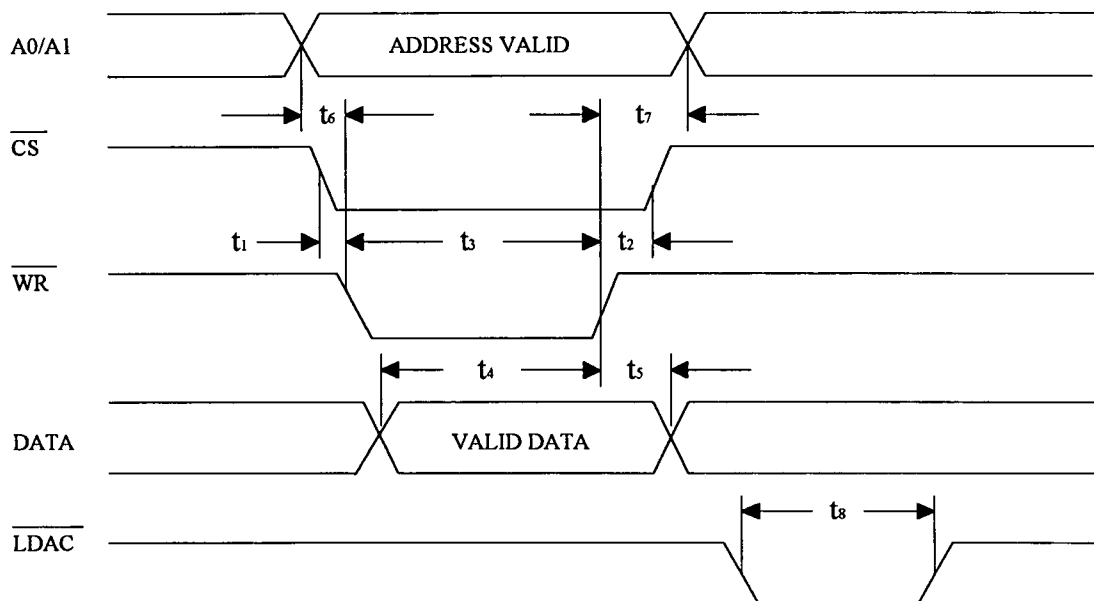 A0/A1
ADDRESS VALID
t6
t7
CS
t1
t3
t2
WR
t4
t5
DATA
VALID DATA
t8
LDAC